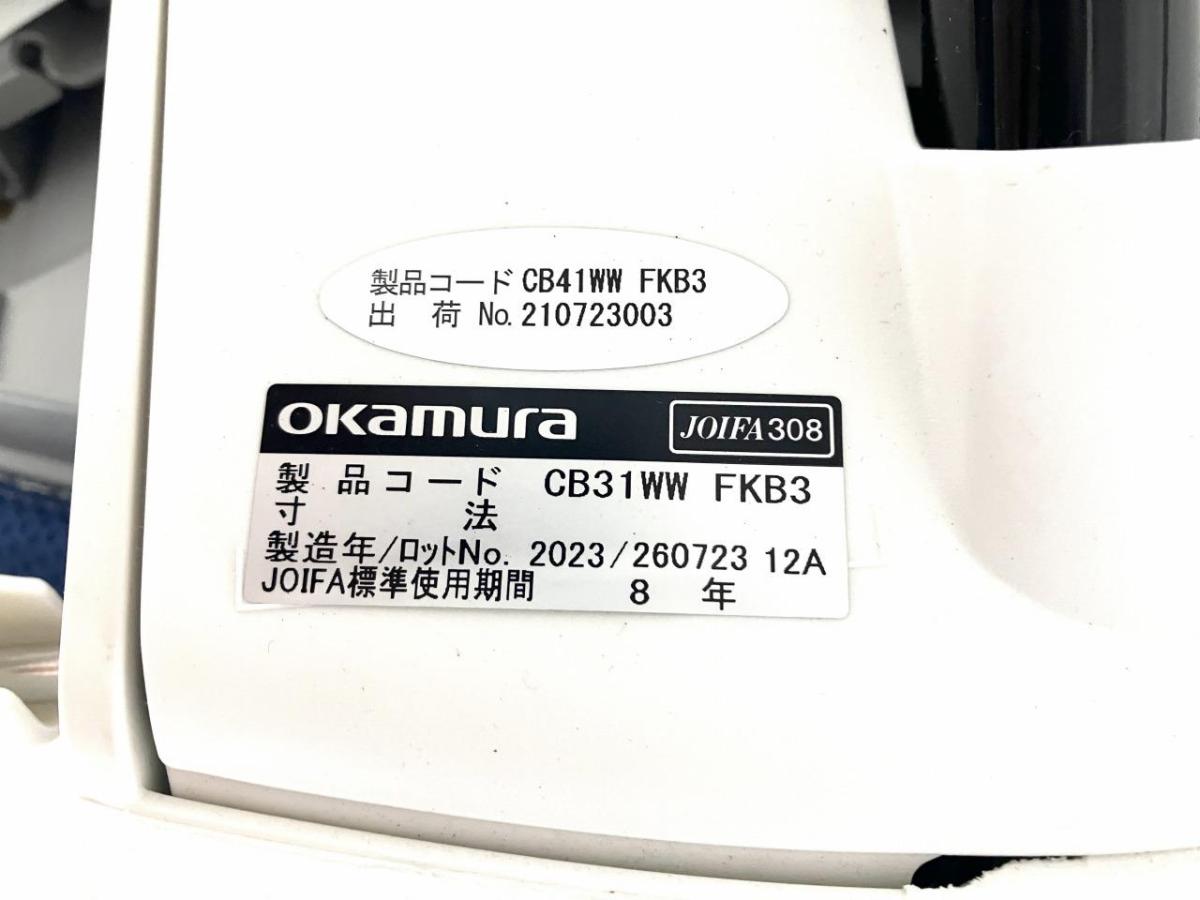 製品コード CB41WW FKB3
出 荷 No. 210723003
okamura JOIFA308
製品コード CB31WW FKB3
寸 法
製造年/ロットNo. 2023/260723 12A
JOIFA標準使用期間 8 年